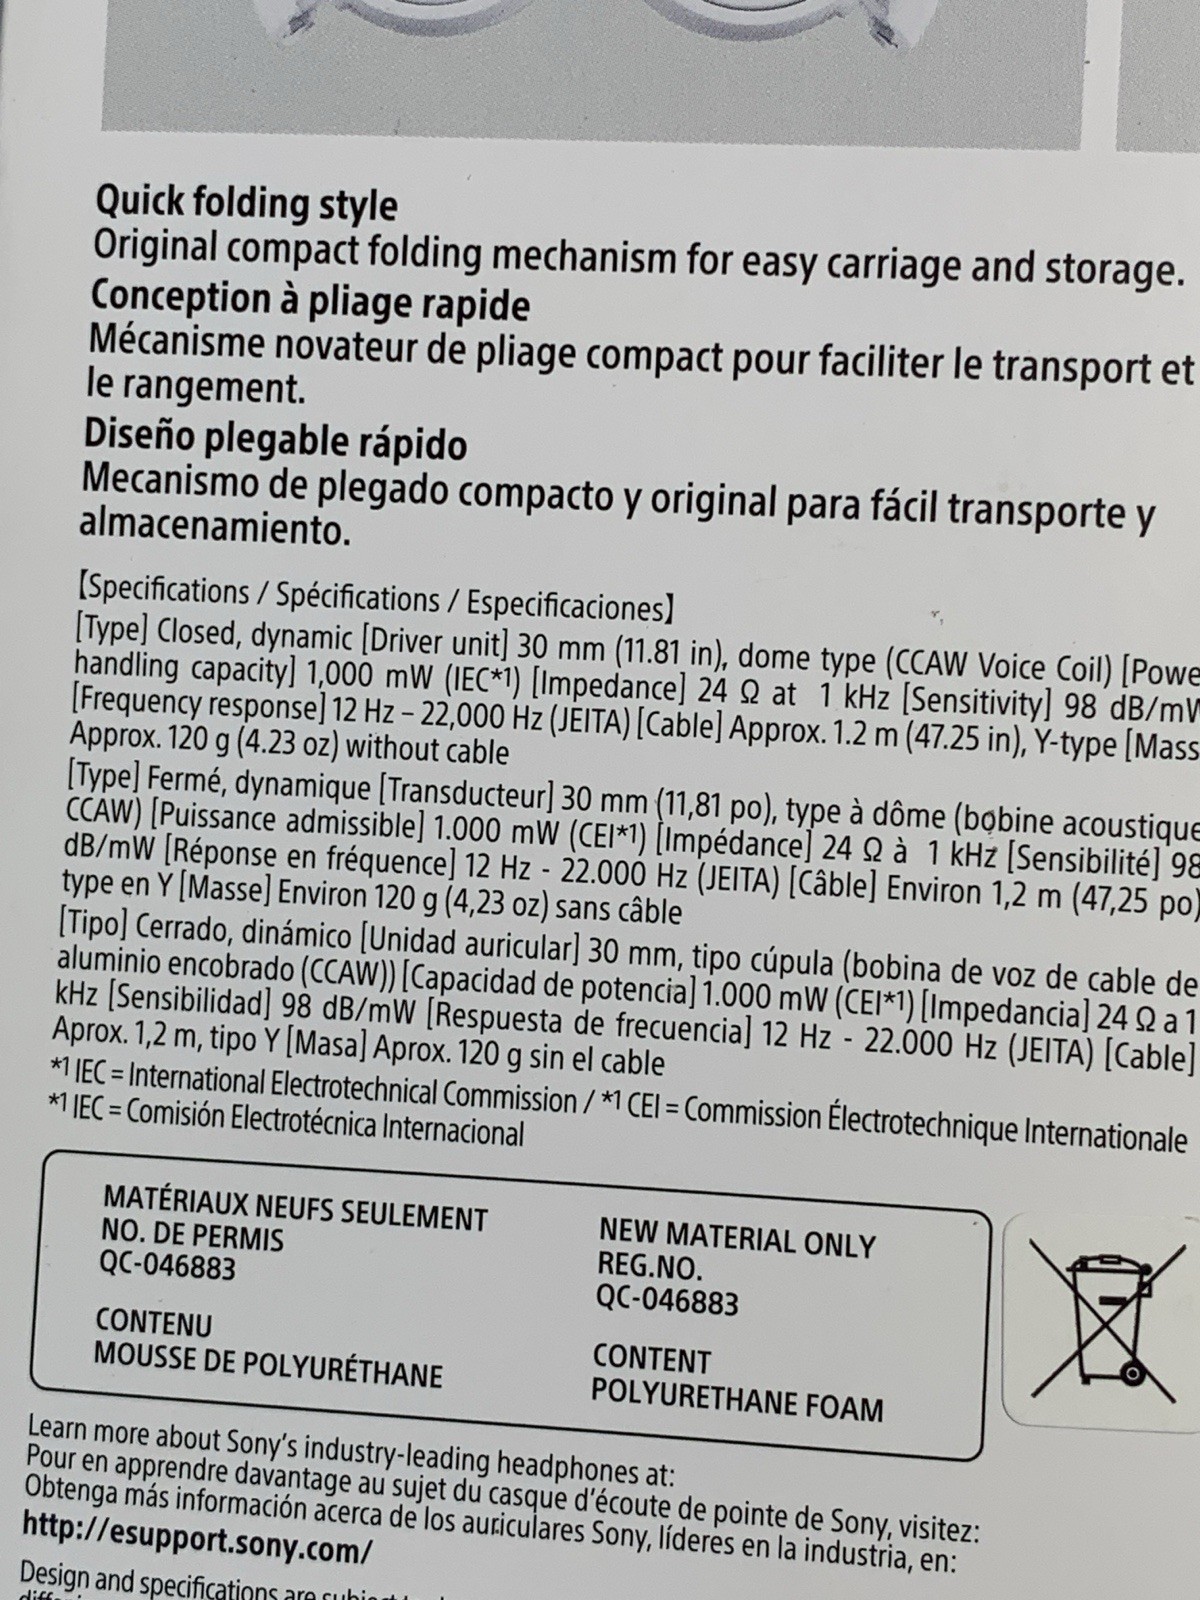 Quick folding style
Original compact folding mechanism for easy carriage and storage.
Conception à pliage rapide
Mécanisme novateur de pliage compact pour faciliter le transport et
le rangement.
Diseño plegable rápido
Mecanismo de plegado compacto y original para fácil transporte y
almacenamiento.
【Specifications / Spécifications / Especificaciones】
[Type] Closed, dynamic [Driver unit] 30 mm (11.81 in), dome type (CCAW Voice Coil) [Powe
handling capacity] 1,000 mW (IEC*1) [Impedance] 24 Ω at 1 kHz [Sensitivity] 98 dB/mW
[Frequency response] 12 Hz – 22,000 Hz (JEITA) [Cable] Approx. 1.2 m (47.25 in), Y-type [Mass
Approx. 120 g (4.23 oz) without cable
[Type] Fermé, dynamique [Transducteur] 30 mm (11,81 po), type à dôme (bobine acoustique
CCAW) [Puissance admissible] 1.000 mW (CEI*1) [Impédance] 24 Ω à 1 kHz [Sensibilité] 98
dB/mW [Réponse en fréquence] 12 Hz - 22.000 Hz (JEITA) [Câble] Environ 1,2 m (47,25 po)
type en Y [Masse] Environ 120 g (4,23 oz) sans câble
[Tipo] Cerrado, dinámico [Unidad auricular] 30 mm, tipo cúpula (bobina de voz de cable de
aluminio encobrado (CCAW)) [Capacidad de potencia] 1.000 mW (CEI*1) [Impedancia] 24 Ω a 1
kHz [Sensibilidad] 98 dB/mW [Respuesta de frecuencia] 12 Hz - 22.000 Hz (JEITA) [Cable]
Aprox. 1,2 m, tipo Y [Masa] Aprox. 120 g sin el cable
*1 IEC = International Electrotechnical Commission / *1 CEI = Commission Électrotechnique Internationale
*1 IEC = Comisión Electrotécnica Internacional
MATÉRIAUX NEUFS SEULEMENT
NO. DE PERMIS
QC-046883
CONTENU
MOUSSE DE POLYURÉTHANE
NEW MATERIAL ONLY
REG.NO.
QC-046883
CONTENT
POLYURETHANE FOAM
Learn more about Sony's industry-leading headphones at:
Pour en apprendre davantage au sujet du casque d'écoute de pointe de Sony, visitez:
Obtenga más información acerca de los auriculares Sony, líderes en la industria, en:
http://esupport.sony.com/
Design and specifications are